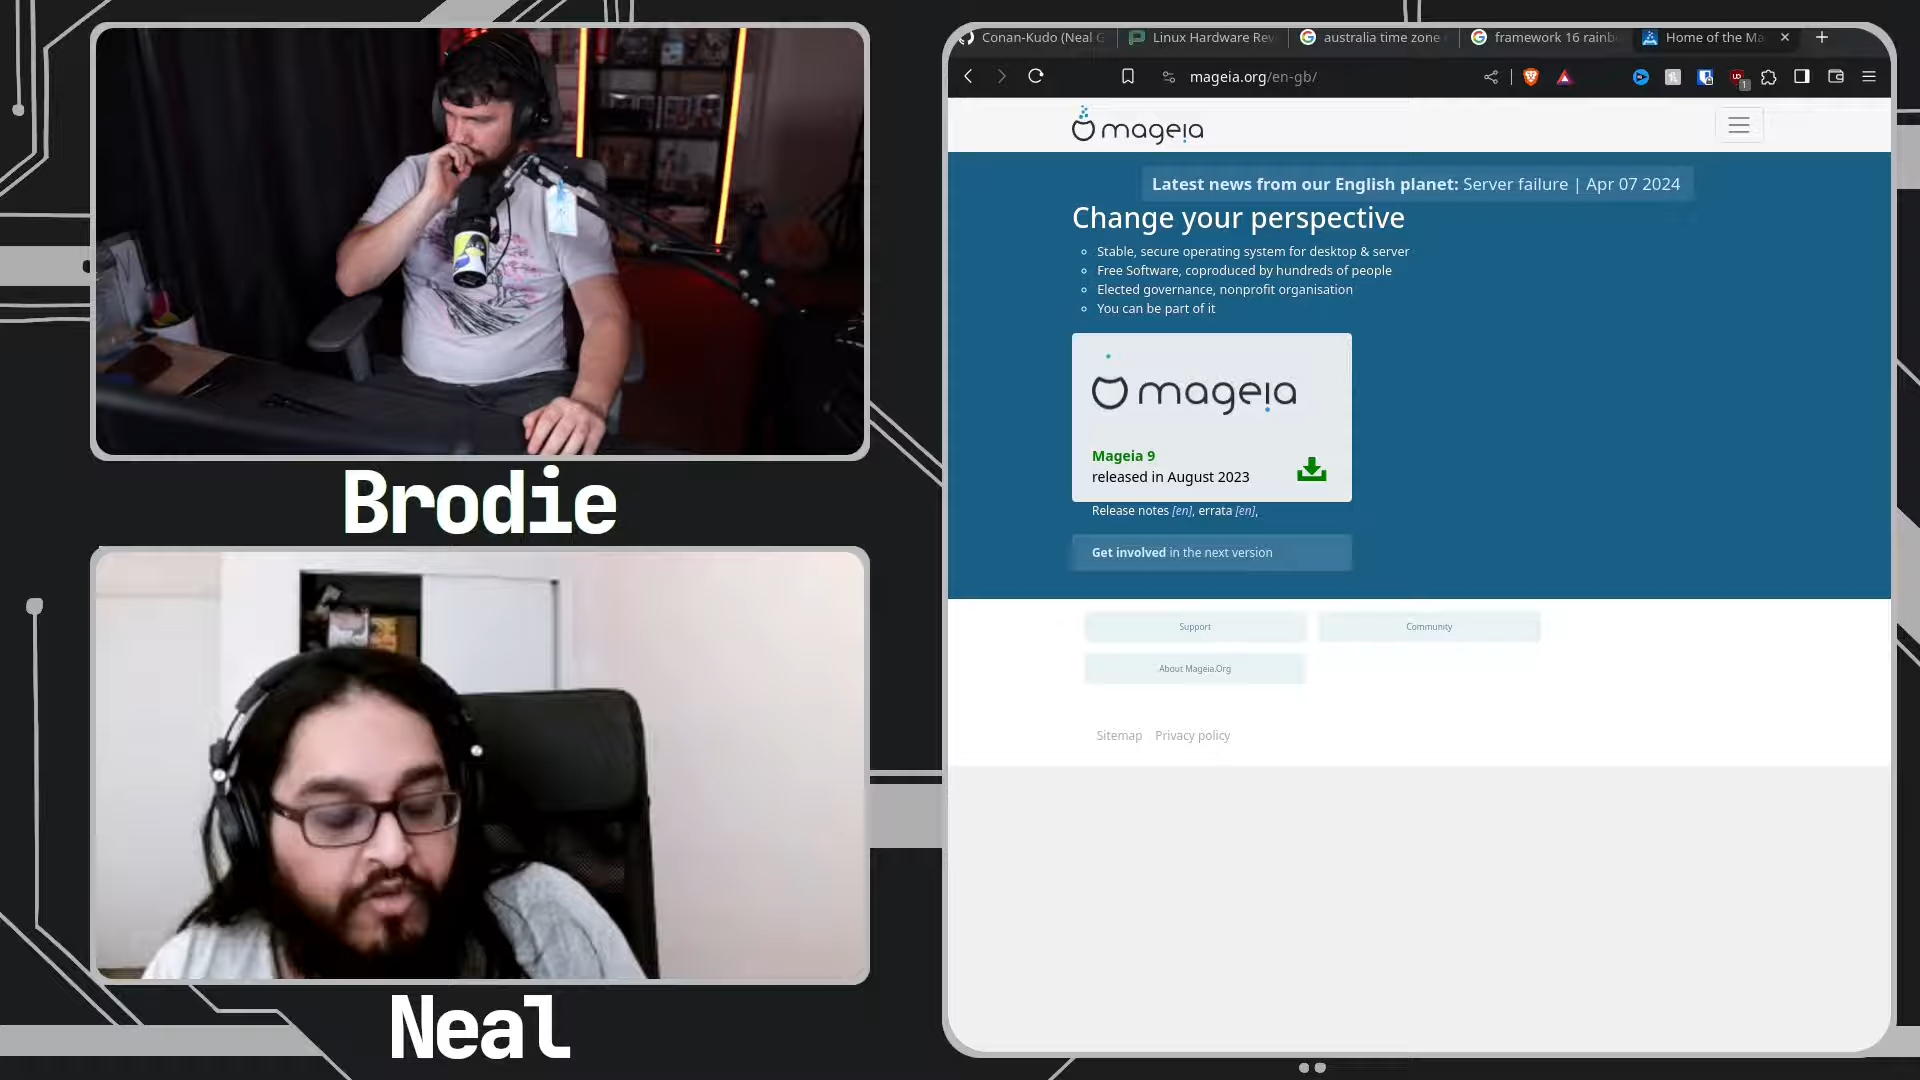 Conan-Kudo (Neal G
Linux Hardware Rev
australia time zone
framework 16 rainb
Home of the Ma
mageia.org/en-gb/
1
mageia
Latest news from our English planet: Server failure | Apr 07 2024
Change your perspective
Stable, secure operating system for desktop & server
Free Software, coproduced by hundreds of people
Elected governance, nonprofit organisation
You can be part of it
mageia
Mageia 9
released in August 2023
Release notes [en], errata [en],
Get involved in the next version
Support
Community
About Mageia.Org
Sitemap
Privacy policy
Brodie
Neal